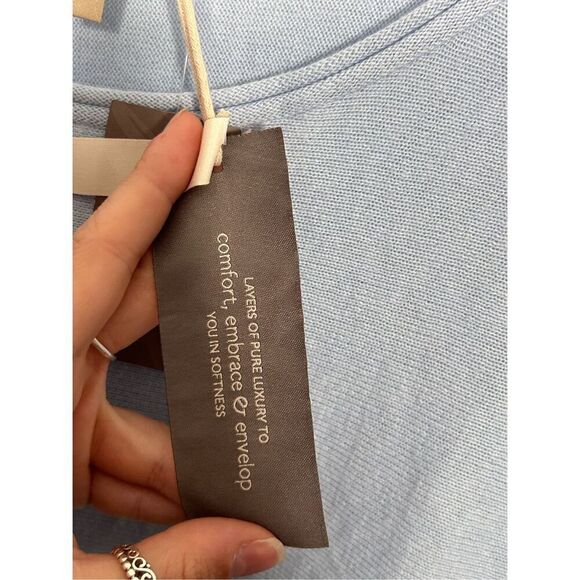 LAYERS OF PURE LUXURY TO
comfort, embrace & envelop
YOU IN SOFTNESS